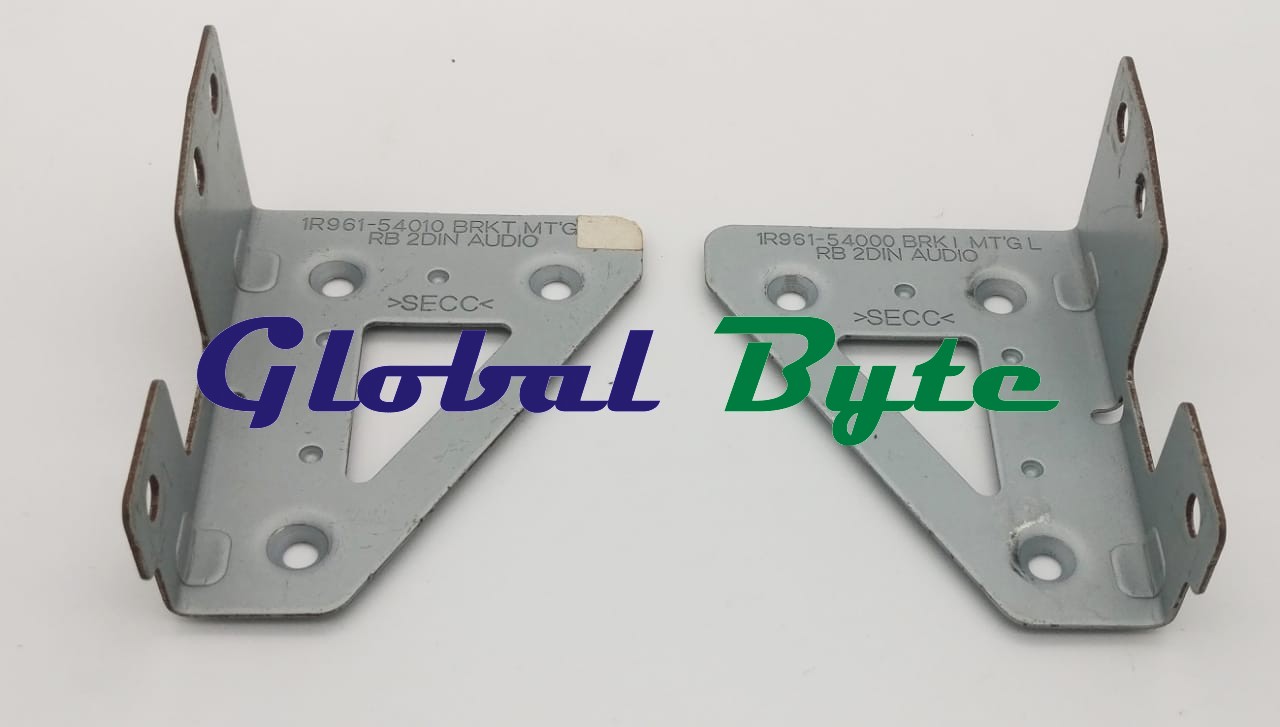 1R961-54010 BRKT MT'G
RB 2DIN AUDIO
>SECC<
1R961-54000 BRKT MT'G L
RB 2DIN AUDIO
>SECC<
Global Byte